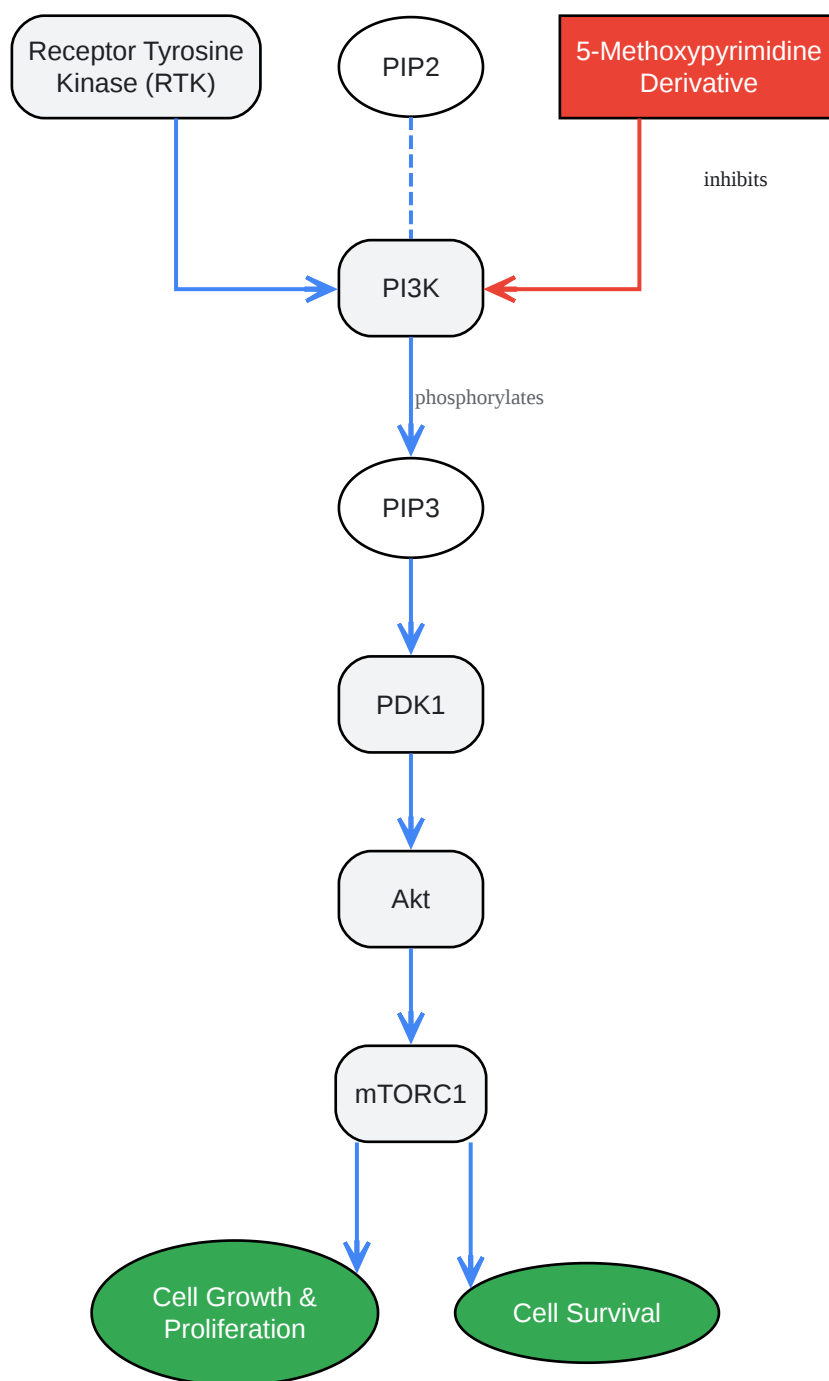 Receptor Tyrosine
Kinase (RTK)
PIP2
5-Methoxypyrimidine
Derivative
inhibits
PI3K
phosphorylates
PIP3
PDK1
Akt
mTORC1
Cell Growth &
Proliferation
Cell Survival